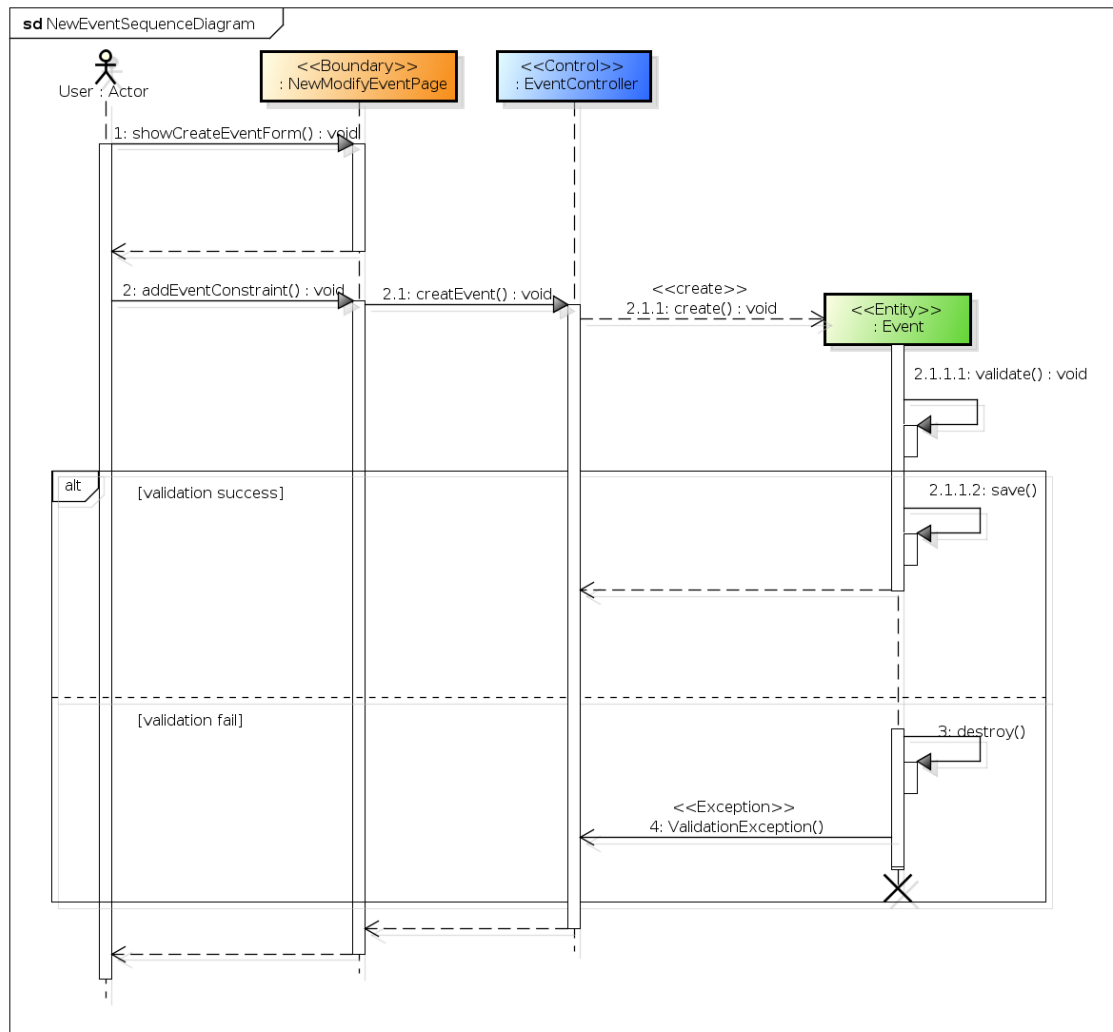 sd NewEventSequenceDiagram
<<Boundary>>
: NewModifyEventPage
<<Control>>
: EventController
User : Actor
1: showCreateEventForm() : void
2: addEventConstraint() : void
2.1: creatEvent() : void
<<create>>
2.1.1: create() : void
<<Entity>>
: Event
2.1.1.1: validate() : void
alt
[validation success]
2.1.1.2: save()
[validation fail]
3: destroy()
<<Exception>>
4: ValidationException()